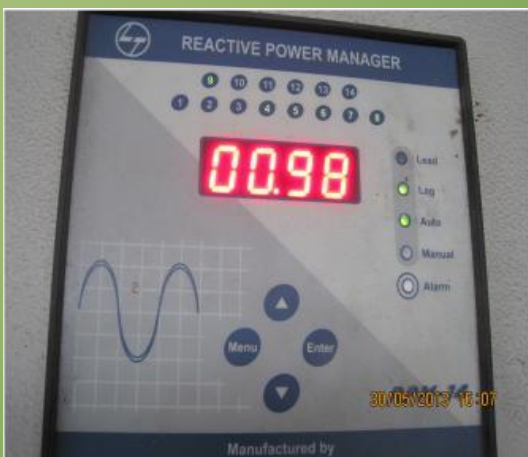 REACTIVE POWER MANAGER
9 10 11 12 13 14
1 2 3 4 5 6 7 8
00.98
Lead
Lag
Auto
Manual
Alarm
Menu
Enter
30/05/2013 16:07
Manufactured by